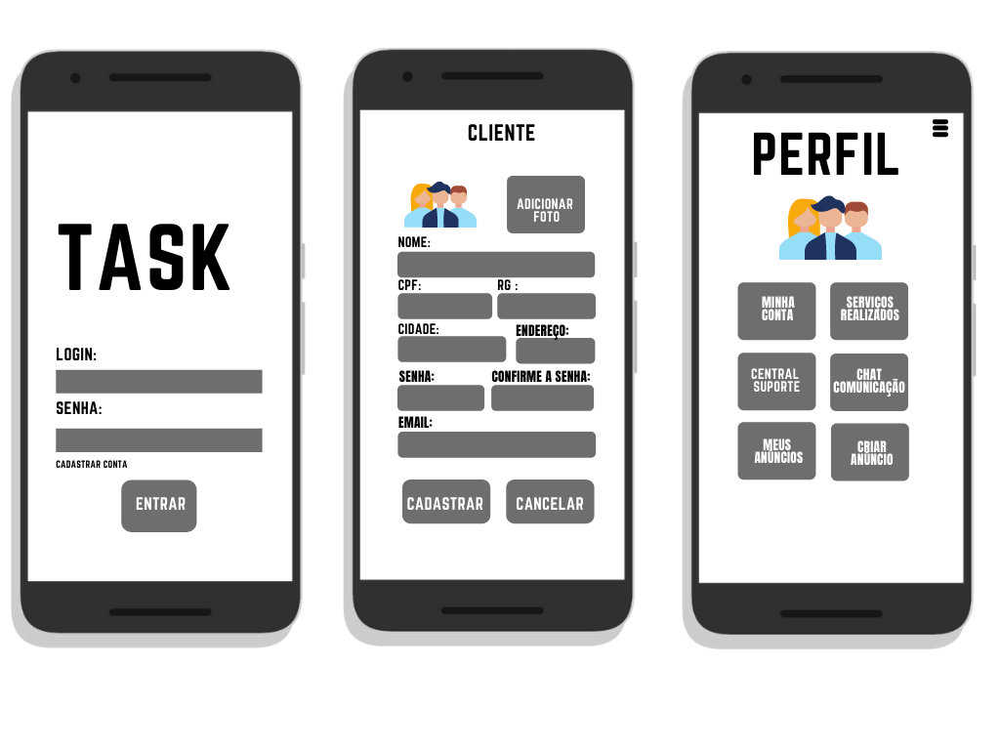 TASK
LOGIN:
SENHA:
CADASTRAR CONTA
ENTRAR
CLIENTE
ADICIONAR
FOTO
NOME:
CPF: RG :
CIDADE: ENDEREÇO:
SENHA: CONFIRME A SENHA:
EMAIL:
CADASTRAR CANCELAR
PERFIL
MINHA
CONTA
SERVIÇOS
REALIZADOS
CENTRAL
SUPORTE
CHAT
COMUNICAÇÃO
MEUS
ANÚNCIOS
CRIAR
ANÚNCIO